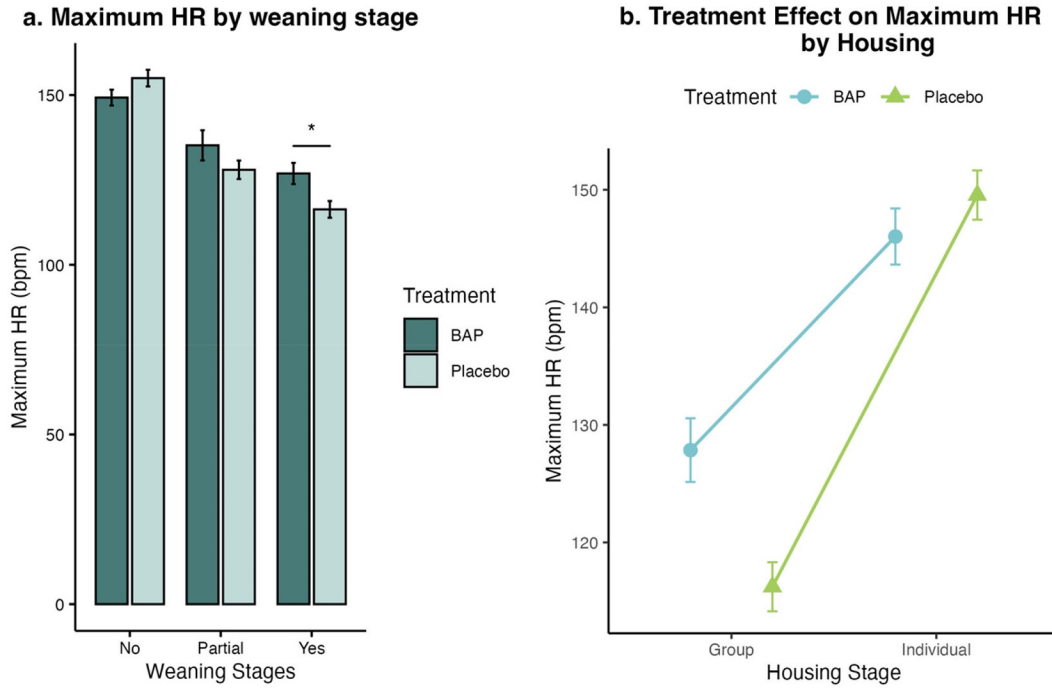 a. Maximum HR by weaning stage
150
100
50
0
Maximum HR (bpm)
*
No Partial Yes
Weaning Stages
Treatment
BAP
Placebo
b. Treatment Effect on Maximum HR
by Housing
Treatment BAP Placebo
150
140
130
120
Maximum HR (bpm)
Group Individual
Housing Stage